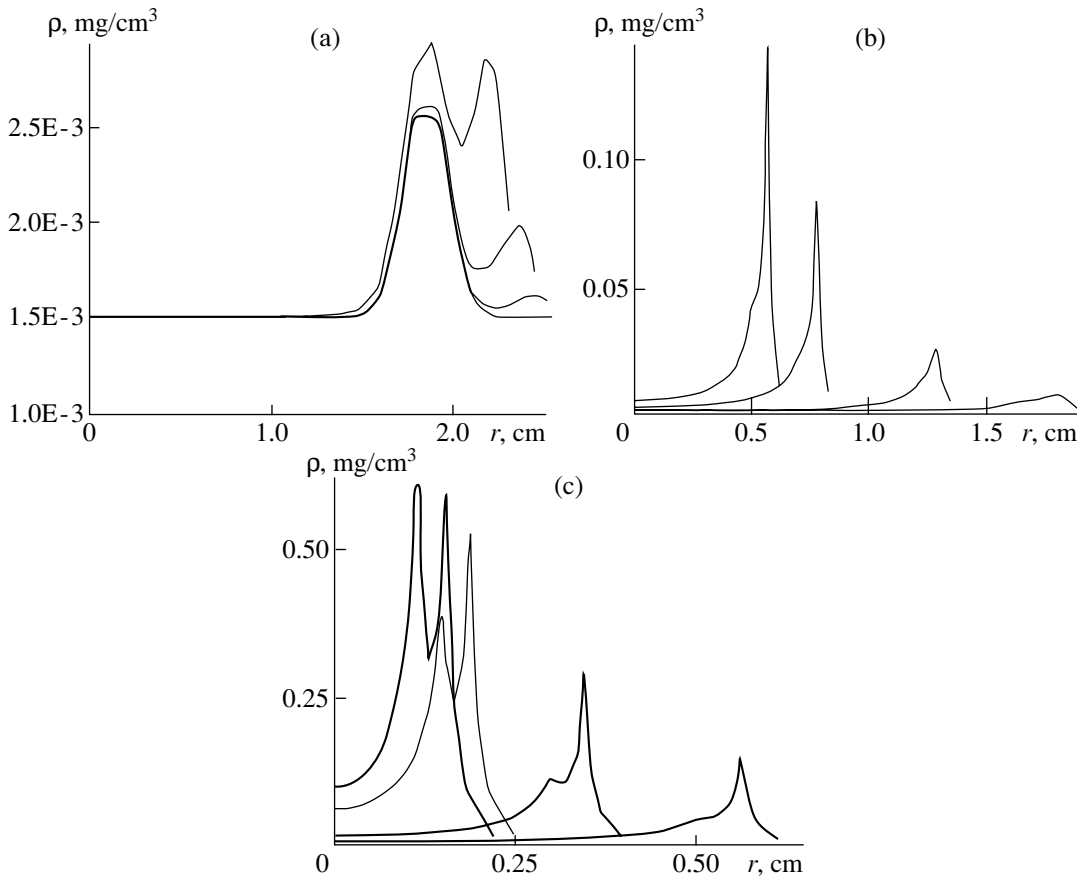 ρ, mg/cm³
(a)
2.5E-3
2.0E-3
1.5E-3
1.0E-3
0
1.0
2.0
r, cm
ρ, mg/cm³
(b)
0.10
0.05
0
0.5
1.0
1.5
r, cm
ρ, mg/cm³
(c)
0.50
0.25
0
0.25
0.50
r, cm